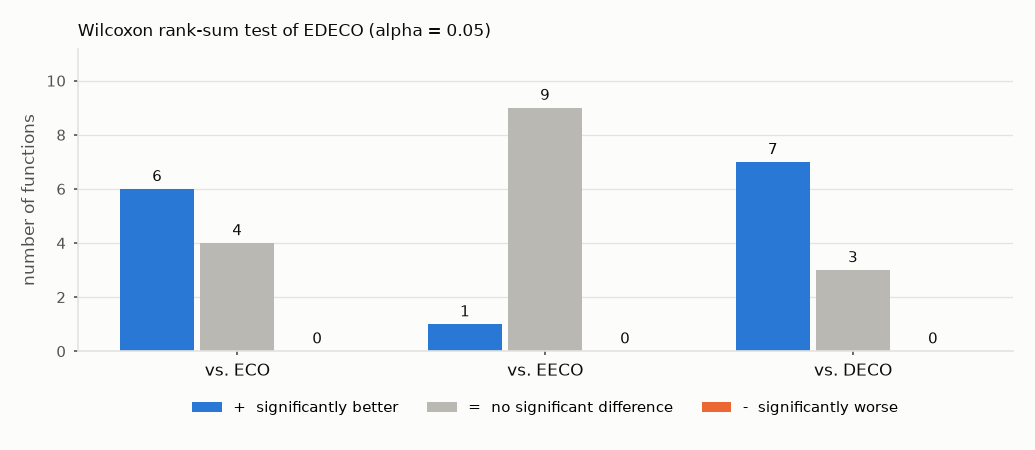 Wilcoxon rank-sum test of EDECO (alpha = 0.05)
number of functions
10
8
6
4
2
0
6
4
0
1
9
0
7
3
0
vs. ECO
vs. EECO
vs. DECO
+ significantly better
= no significant difference
- significantly worse